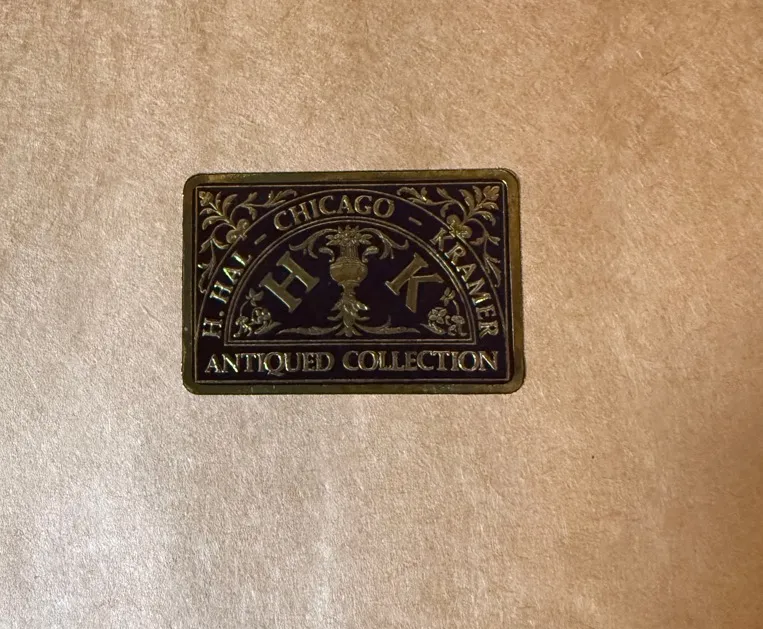 H. HAL - CHICAGO - KRAMER
H K
ANTIQUED COLLECTION